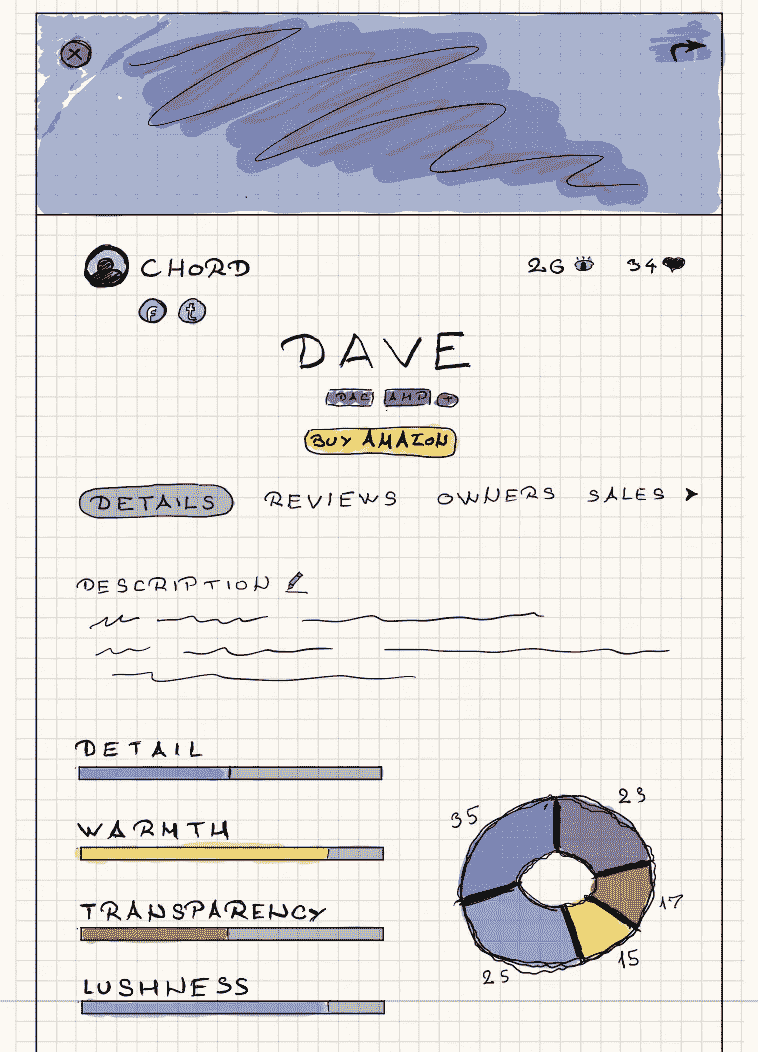 CHORD 26 34
f t
DAVE
DAC AMP +
BUY AMAZON
DETAILS REVIEWS OWNERS SALES
DESCRIPTION
DETAIL
WARMTH
TRANSPARENCY
LUSHNESS
35 23
17
15
25